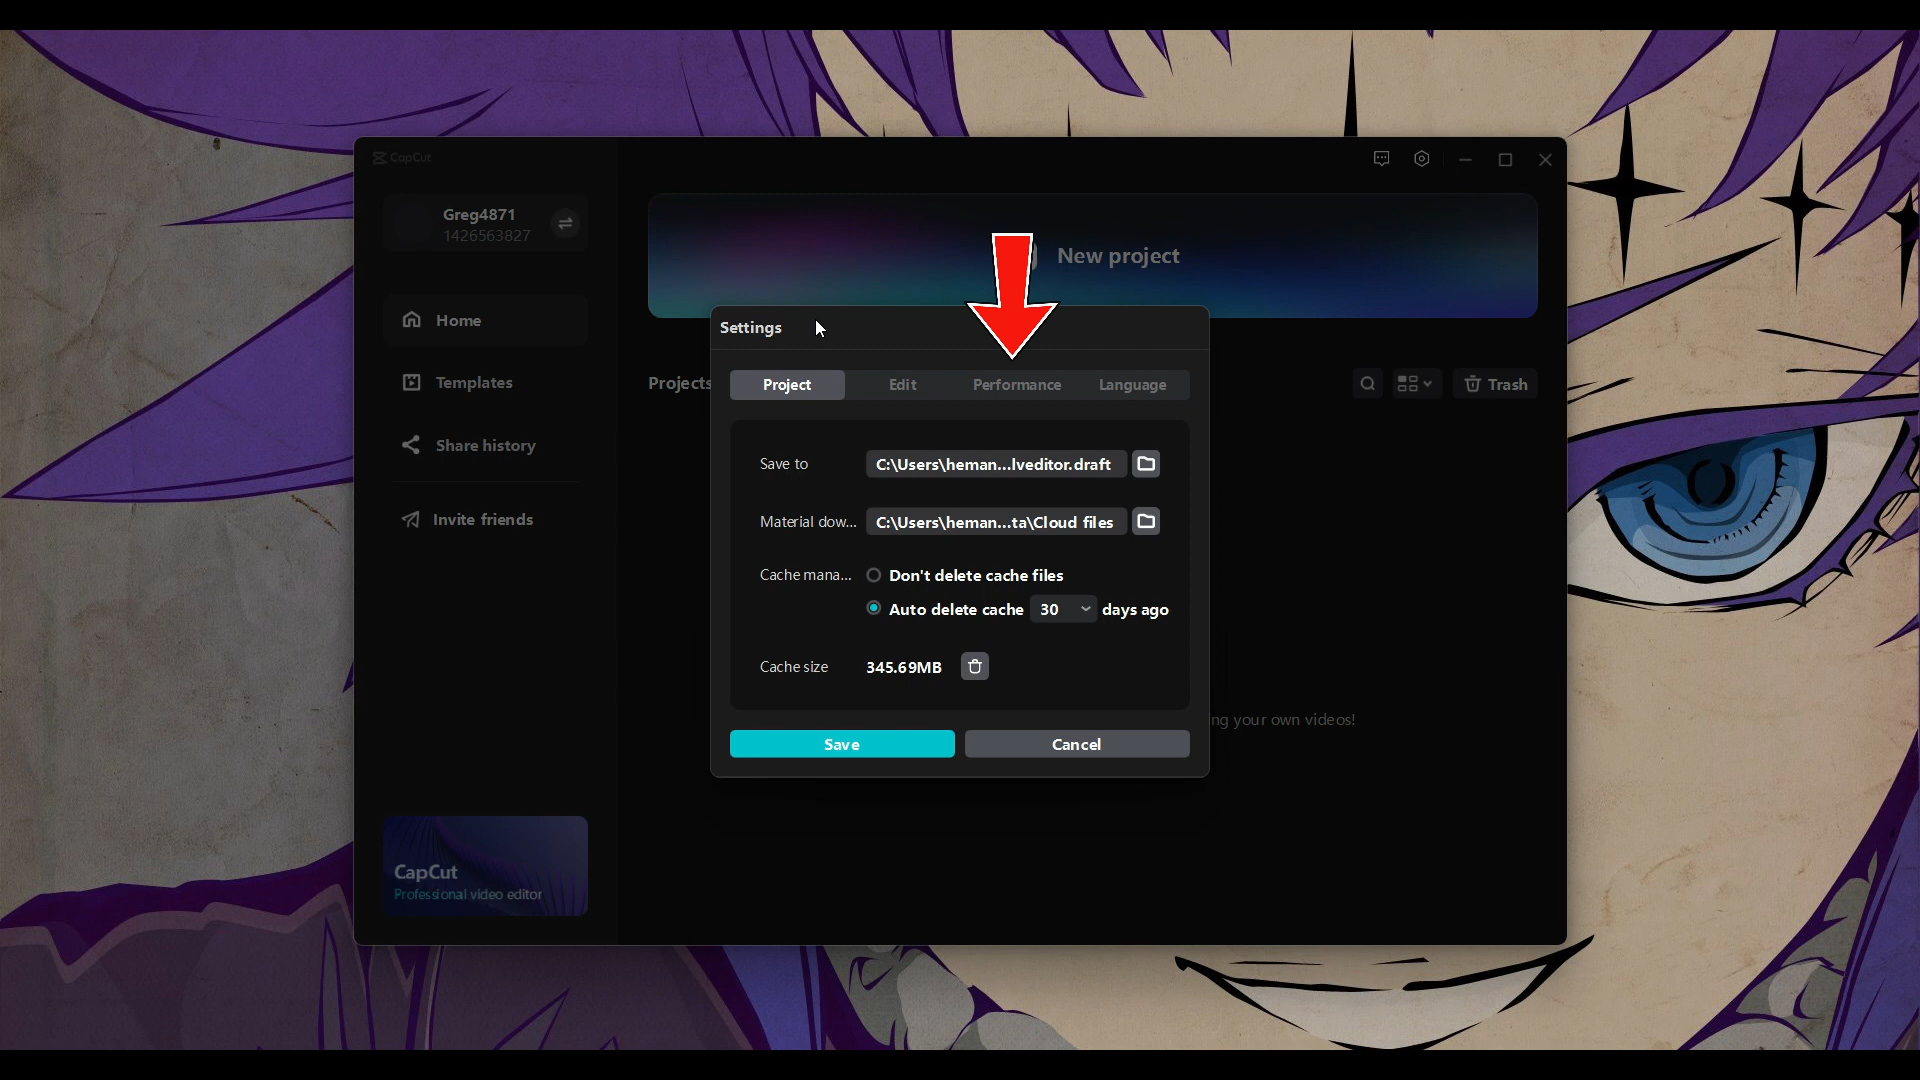 CapCut
Greg4871
1426563827
Home
Templates
Share history
Invite friends
CapCut
Professional video editor
New project
Projects
Trash
Settings
Project Edit Performance Language
Save to C:\Users\heman...lveditor.draft
Material dow... C:\Users\heman...ta\Cloud files
Cache mana... Don't delete cache files
Auto delete cache 30 days ago
Cache size 345.69MB
Save Cancel
ng your own videos!